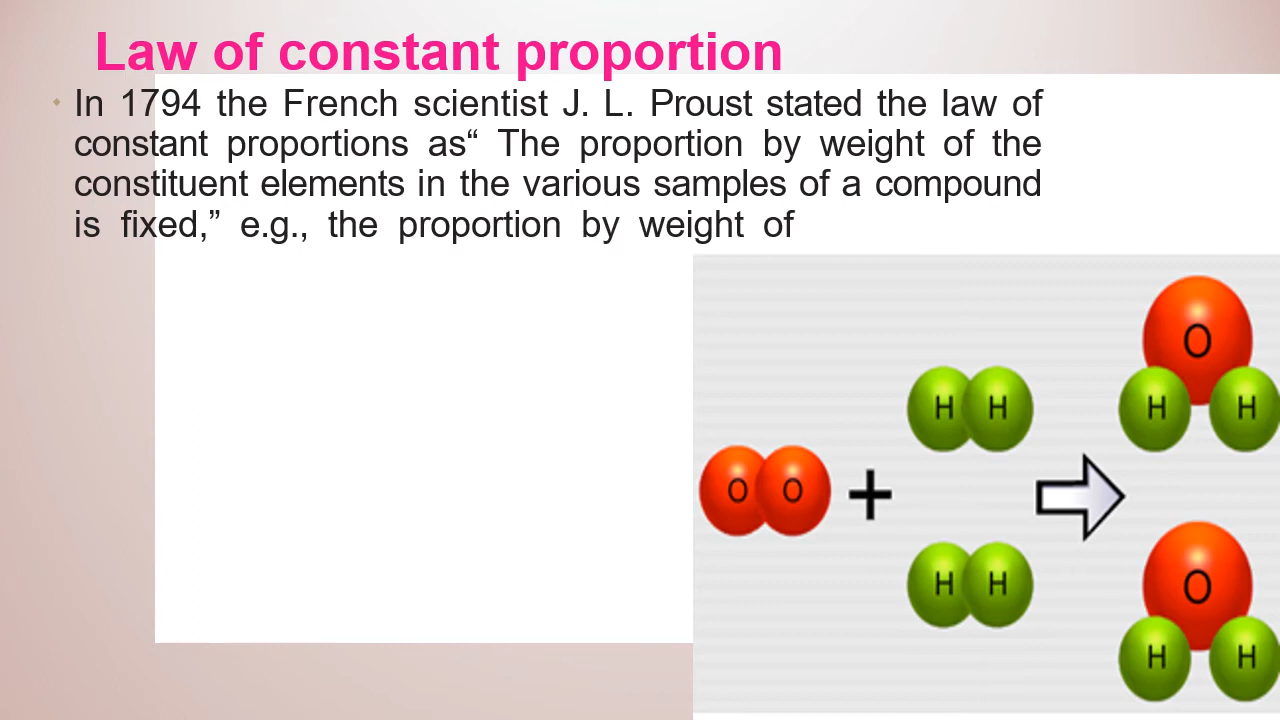 Law of constant proportion
In 1794 the French scientist J. L. Proust stated the law of
constant proportions as“ The proportion by weight of the
constituent elements in the various samples of a compound
is fixed,” e.g., the proportion by weight of
O
H H H H
O O +
H H O
H H